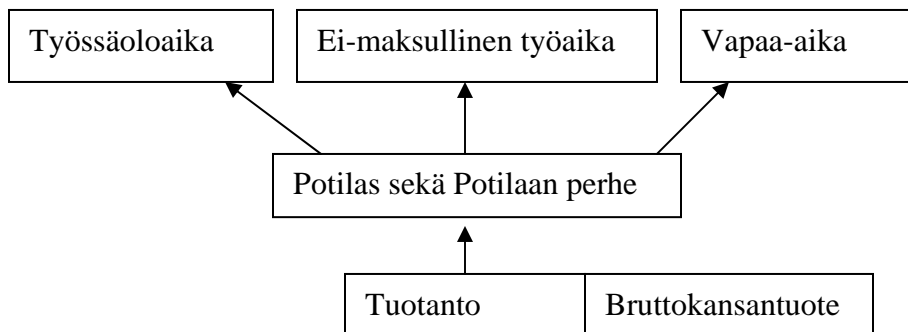 Työssäoloaika
Ei-maksullinen työaika
Vapaa-aika
Potilas sekä Potilaan perhe
Tuotanto
Bruttokansantuote